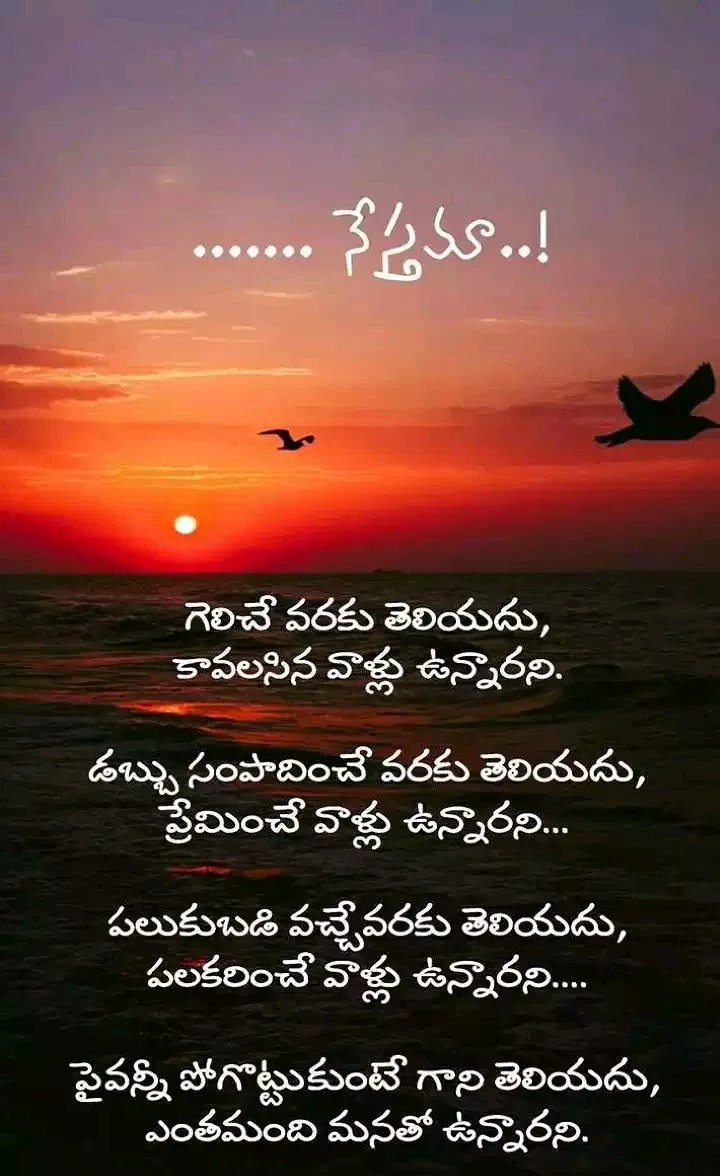 ....... నేస్తమా..!
గెలిచే వరకు తెలియదు,
కావలసిన వాళ్లు ఉన్నారని.
డబ్బు సంపాదించే వరకు తెలియదు,
ప్రేమించే వాళ్లు ఉన్నారని...
పలుకుబడి వచ్చేవరకు తెలియదు,
పలకరించే వాళ్లు ఉన్నారని....
పైవన్నీ పోగొట్టుకుంటే గాని తెలియదు,
ఎంతమంది మనతో ఉన్నారని.